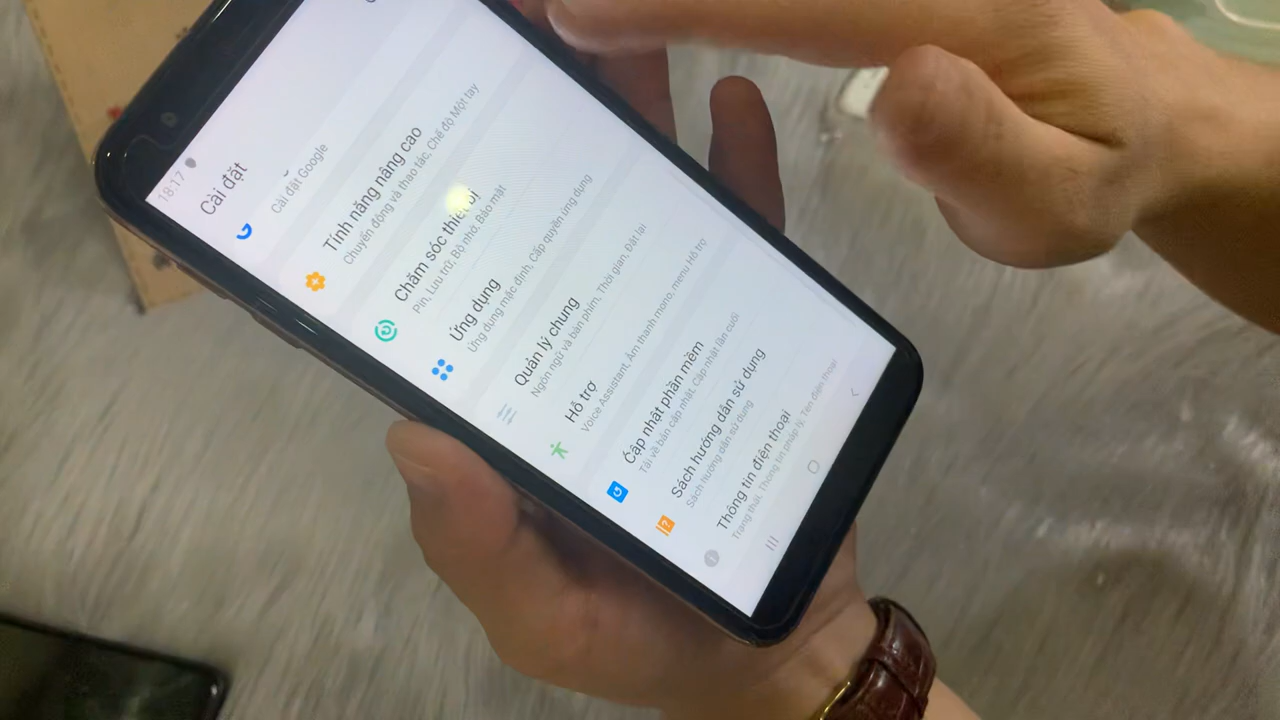 18:17
Cài đặt
Cài đặt Google
Tính năng nâng cao
Chuyển động và thao tác, Chế độ Một tay
Chăm sóc thiết bị
Pin, Lưu trữ, Bộ nhớ, Bảo mật
Ứng dụng
Ứng dụng mặc định, Cấp quyền ứng dụng
Quản lý chung
Ngôn ngữ và bàn phím, Thời gian, Đặt lại
Hỗ trợ
Voice Assistant, Âm thanh mono, menu Hỗ trợ
Cập nhật phần mềm
Tải về bản cập nhật, Cập nhật lần cuối
Sách hướng dẫn sử dụng
Sách hướng dẫn sử dụng
Thông tin điện thoại
Trạng thái, Thông tin pháp lý, Tên điện thoại